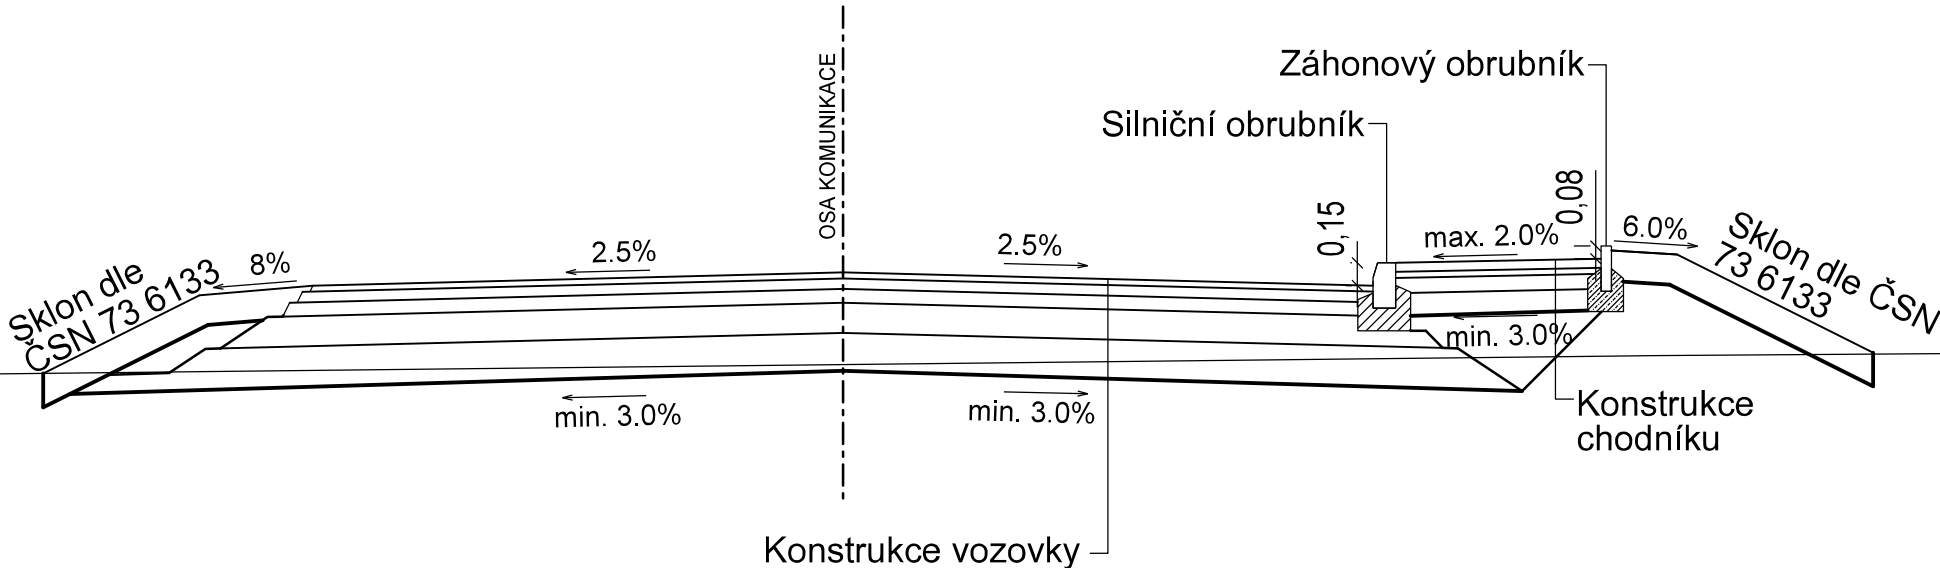 Záhonový obrubník
Silniční obrubník
OSA KOMUNIKACE
0,15
0,08
max. 2.0%
6.0%
2.5%
2.5%
8%
Sklon dle
ČSN 73 6133
Sklon dle ČSN
73 6133
min. 3.0%
min. 3.0%
min. 3.0%
Konstrukce
chodníku
Konstrukce vozovky